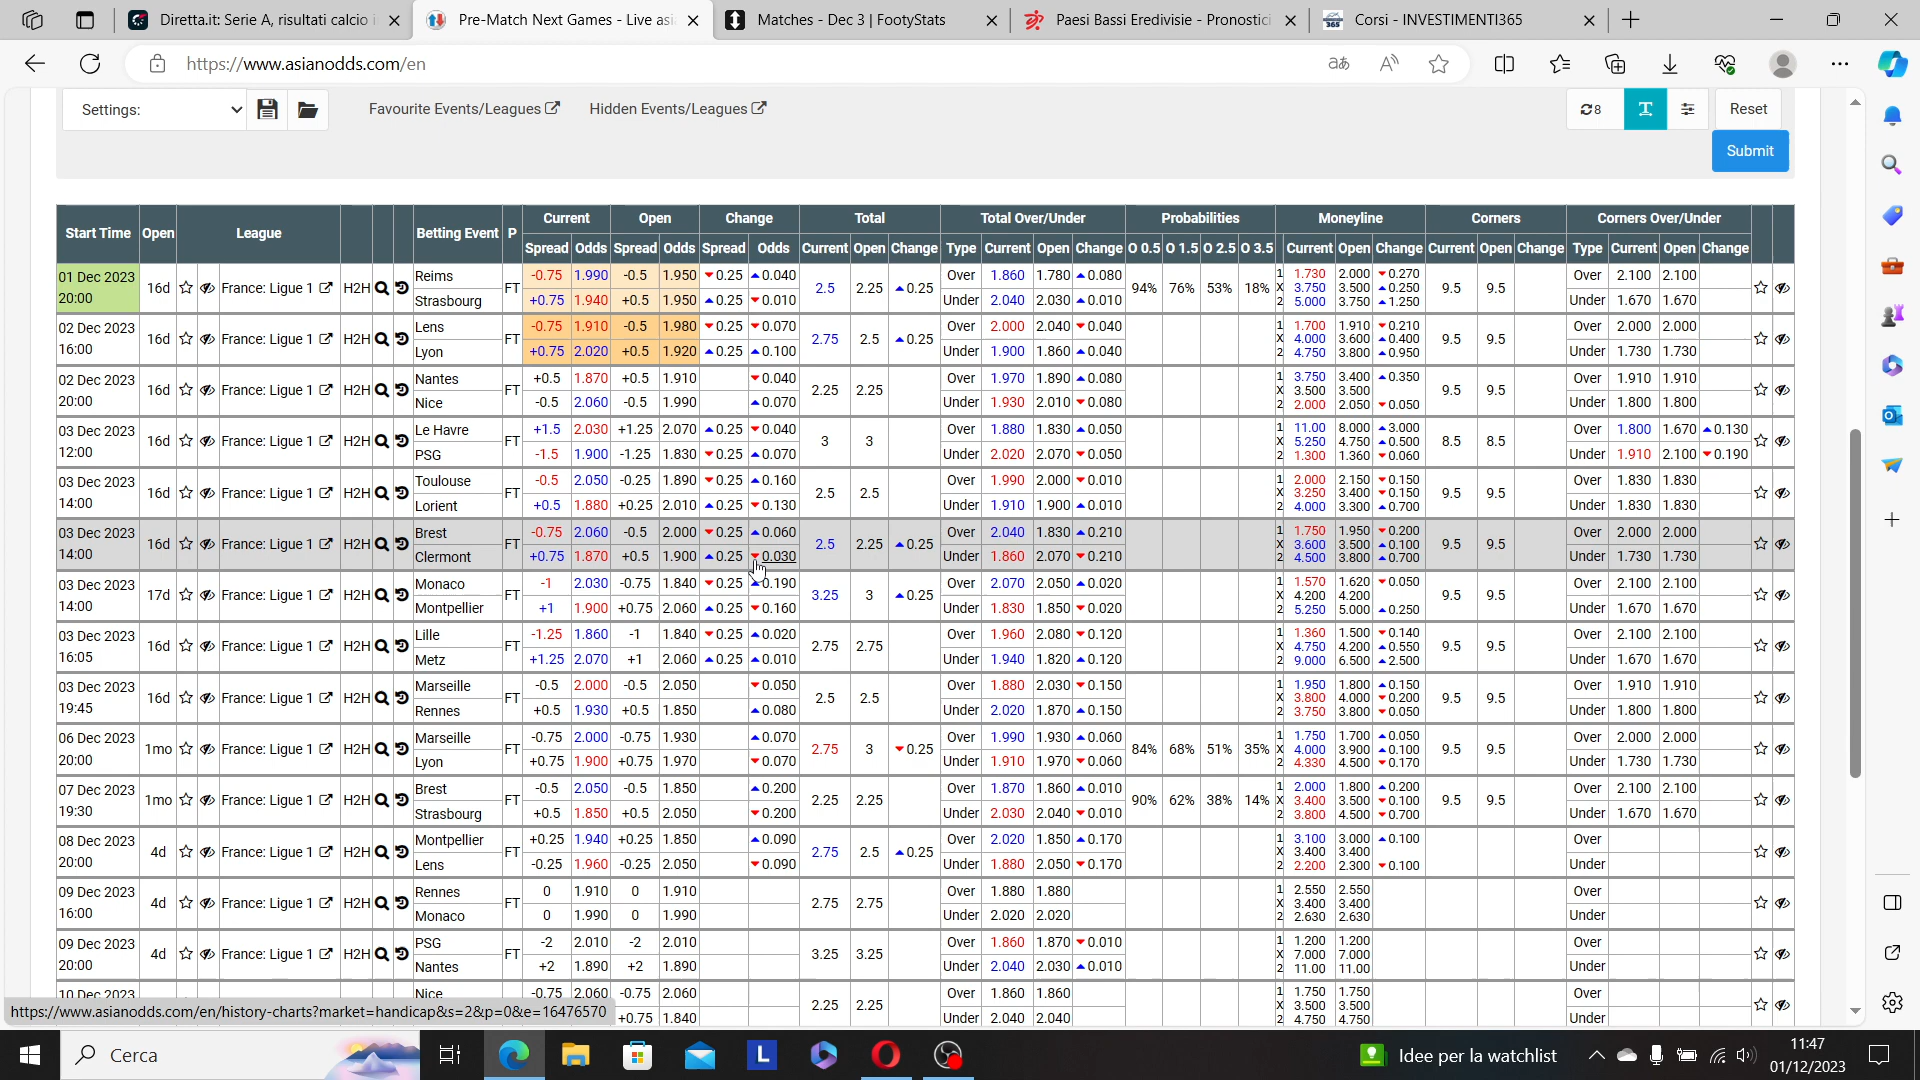 Diretta.it: Serie A, risultati calcio i
Pre-Match Next Games - Live asi
Matches - Dec 3 | FootyStats
Paesi Bassi Eredivisie - Pronostici
Corsi - INVESTIMENTI365
https://www.asianodds.com/en
Settings: Favourite Events/Leagues Hidden Events/Leagues 8 Reset
Submit
Current Open Change Total Total Over/Under Probabilities Moneyline Corners Corners Over/Under
Start Time Open League Betting Event P Spread Odds Spread Odds Spread Odds Current Open Change Type Current Open Change O 0.5 O 1.5 O 2.5 O 3.5 Current Open Change Current Open Change Type Current Open Change
01 Dec 2023 20:00 16d France: Ligue 1 H2H FT 2.5 2.25 0.25 94% 76% 53% 18% 9.5 9.5
Reims -0.75 1.990 -0.5 1.950 0.25 0.040 Over 1.860 1.780 0.080 Over 2.100 2.100
Strasbourg +0.75 1.940 +0.5 1.950 0.25 0.010 Under 2.040 2.030 0.010 Under 1.670 1.670
1 1.730 2.000 0.270
X 3.750 3.500 0.250
2 5.000 3.750 1.250
02 Dec 2023 16:00 16d France: Ligue 1 H2H FT 2.75 2.5 0.25 9.5 9.5
Lens -0.75 1.910 -0.5 1.980 0.25 0.070 Over 2.000 2.040 0.040 Over 2.000 2.000
Lyon +0.75 2.020 +0.5 1.920 0.25 0.100 Under 1.900 1.860 0.040 Under 1.730 1.730
1 1.700 1.910 0.210
X 4.000 3.600 0.400
2 4.750 3.800 0.950
02 Dec 2023 20:00 16d France: Ligue 1 H2H FT 2.25 2.25 9.5 9.5
Nantes +0.5 1.870 +0.5 1.910 0.040 Over 1.970 1.890 0.080 Over 1.910 1.910
Nice -0.5 2.060 -0.5 1.990 0.070 Under 1.930 2.010 0.080 Under 1.800 1.800
1 3.750 3.400 0.350
X 3.500 3.500
2 2.000 2.050 0.050
03 Dec 2023 12:00 16d France: Ligue 1 H2H FT 3 3 8.5 8.5
Le Havre +1.5 2.030 +1.25 2.070 0.25 0.040 Over 1.880 1.830 0.050 Over 1.800 1.670 0.130
PSG -1.5 1.900 -1.25 1.830 0.25 0.070 Under 2.020 2.070 0.050 Under 1.910 2.100 0.190
1 11.00 8.000 3.000
X 5.250 4.750 0.500
2 1.300 1.360 0.060
03 Dec 2023 14:00 16d France: Ligue 1 H2H FT 2.5 2.5 9.5 9.5
Toulouse -0.5 2.050 -0.25 1.890 0.25 0.160 Over 1.990 2.000 0.010 Over 1.830 1.830
Lorient +0.5 1.880 +0.25 2.010 0.25 0.130 Under 1.910 1.900 0.010 Under 1.830 1.830
1 2.000 2.150 0.150
X 3.250 3.400 0.150
2 4.000 3.300 0.700
03 Dec 2023 14:00 16d France: Ligue 1 H2H FT 2.5 2.25 0.25 9.5 9.5
Brest -0.75 2.060 -0.5 2.000 0.25 0.060 Over 2.040 1.830 0.210 Over 2.000 2.000
Clermont +0.75 1.870 +0.5 1.900 0.25 0.030 Under 1.860 2.070 0.210 Under 1.730 1.730
1 1.750 1.950 0.200
X 3.600 3.500 0.100
2 4.500 3.800 0.700
03 Dec 2023 14:00 17d France: Ligue 1 H2H FT 3.25 3 0.25 9.5 9.5
Monaco -1 2.030 -0.75 1.840 0.25 0.190 Over 2.070 2.050 0.020 Over 2.100 2.100
Montpellier +1 1.900 +0.75 2.060 0.25 0.160 Under 1.830 1.850 0.020 Under 1.670 1.670
1 1.570 1.620 0.050
X 4.200 4.200
2 5.250 5.000 0.250
03 Dec 2023 16:05 16d France: Ligue 1 H2H FT 2.75 2.75 9.5 9.5
Lille -1.25 1.860 -1 1.840 0.25 0.020 Over 1.960 2.080 0.120 Over 2.100 2.100
Metz +1.25 2.070 +1 2.060 0.25 0.010 Under 1.940 1.820 0.120 Under 1.670 1.670
1 1.360 1.500 0.140
X 4.750 4.200 0.550
2 9.000 6.500 2.500
03 Dec 2023 19:45 16d France: Ligue 1 H2H FT 2.5 2.5 9.5 9.5
Marseille -0.5 2.000 -0.5 2.050 0.050 Over 1.880 2.030 0.150 Over 1.910 1.910
Rennes +0.5 1.930 +0.5 1.850 0.080 Under 2.020 1.870 0.150 Under 1.800 1.800
1 1.950 1.800 0.150
X 3.800 4.000 0.200
2 3.750 3.800 0.050
06 Dec 2023 20:00 1mo France: Ligue 1 H2H FT 2.75 3 0.25 84% 68% 51% 35% 9.5 9.5
Marseille -0.75 2.000 -0.75 1.930 0.070 Over 1.990 1.930 0.060 Over 2.000 2.000
Lyon +0.75 1.900 +0.75 1.970 0.070 Under 1.910 1.970 0.060 Under 1.730 1.730
1 1.750 1.700 0.050
X 4.000 3.900 0.100
2 4.330 4.500 0.170
07 Dec 2023 19:30 1mo France: Ligue 1 H2H FT 2.25 2.25 90% 62% 38% 14% 9.5 9.5
Brest -0.5 2.050 -0.5 1.850 0.200 Over 1.870 1.860 0.010 Over 2.100 2.100
Strasbourg +0.5 1.850 +0.5 2.050 0.200 Under 2.030 2.040 0.010 Under 1.670 1.670
1 2.000 1.800 0.200
X 3.400 3.500 0.100
2 3.800 4.500 0.700
08 Dec 2023 20:00 4d France: Ligue 1 H2H FT 2.75 2.5 0.25
Montpellier +0.25 1.940 +0.25 1.850 0.090 Over 2.020 1.850 0.170 Over
Lens -0.25 1.960 -0.25 2.050 0.090 Under 1.880 2.050 0.170 Under
1 3.100 3.000 0.100
X 3.400 3.400
2 2.200 2.300 0.100
09 Dec 2023 16:00 4d France: Ligue 1 H2H FT 2.75 2.75
Rennes 0 1.910 0 1.910 Over 1.880 1.880 Over
Monaco 0 1.990 0 1.990 Under 2.020 2.020 Under
1 2.550 2.550
X 3.400 3.400
2 2.630 2.630
09 Dec 2023 20:00 4d France: Ligue 1 H2H FT 3.25 3.25
PSG -2 2.010 -2 2.010 Over 1.860 1.870 0.010 Over
Nantes +2 1.890 +2 1.890 Under 2.040 2.030 0.010 Under
1 1.200 1.200
X 7.000 7.000
2 11.00 11.00
10 Dec 2023 2.25 2.25
Nice -0.75 2.060 -0.75 2.060 Over 1.860 1.860 Over
+0.75 1.840 Under 2.040 2.040 Under
1 1.750 1.750
X 3.500 3.500
2 4.750 4.750
https://www.asianodds.com/en/history-charts?market=handicap&s=2&p=0&e=16476570
Cerca
L
Idee per la watchlist
11:47
01/12/2023